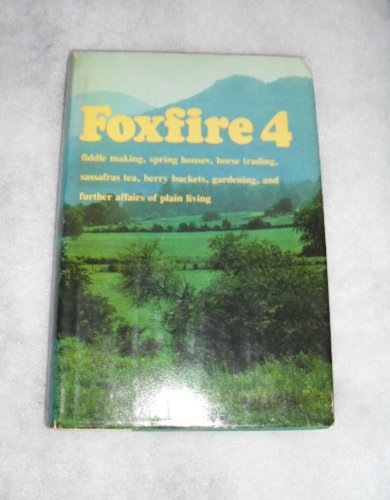 Foxfire 4
fiddle making, spring houses, horse trading,
sassafras tea, berry buckets, gardening, and
further affairs of plain living